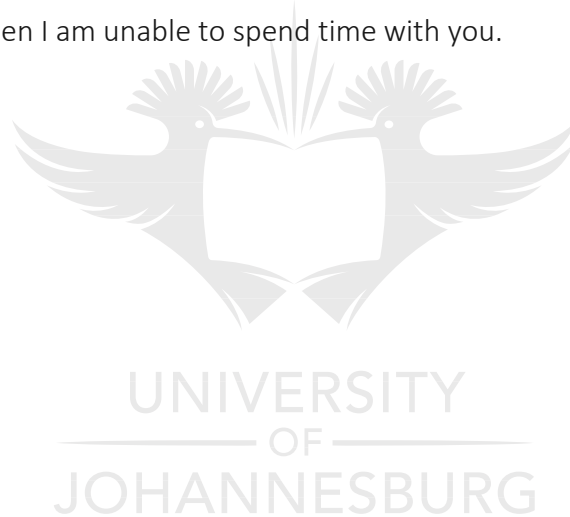 en I am unable to spend time with you.
UNIVERSITY
OF
JOHANNESBURG